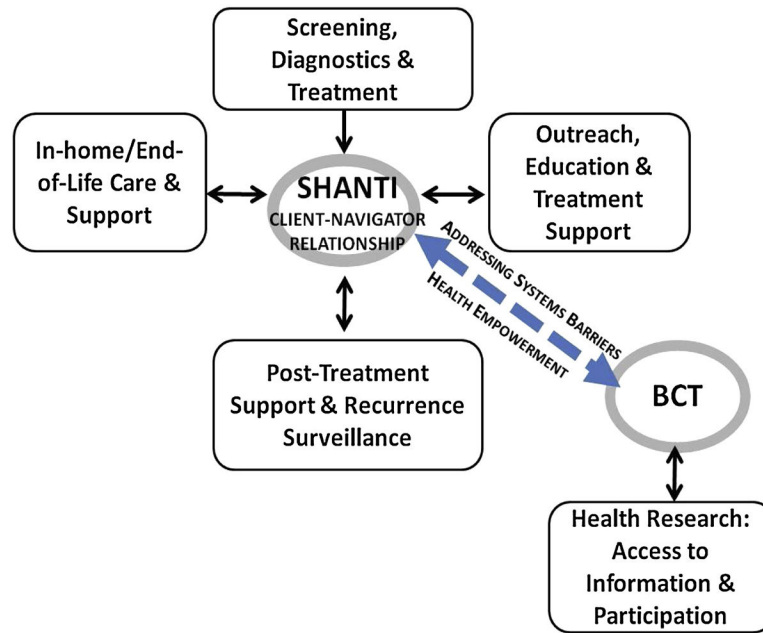 Screening,
Diagnostics &
Treatment
In-home/End-
of-Life Care &
Support
SHANTI
CLIENT-NAVIGATOR
RELATIONSHIP
Outreach,
Education &
Treatment
Support
ADDRESSING SYSTEMS BARRIERS
HEALTH EMPOWERMENT
Post-Treatment
Support & Recurrence
Surveillance
BCT
Health Research:
Access to
Information &
Participation